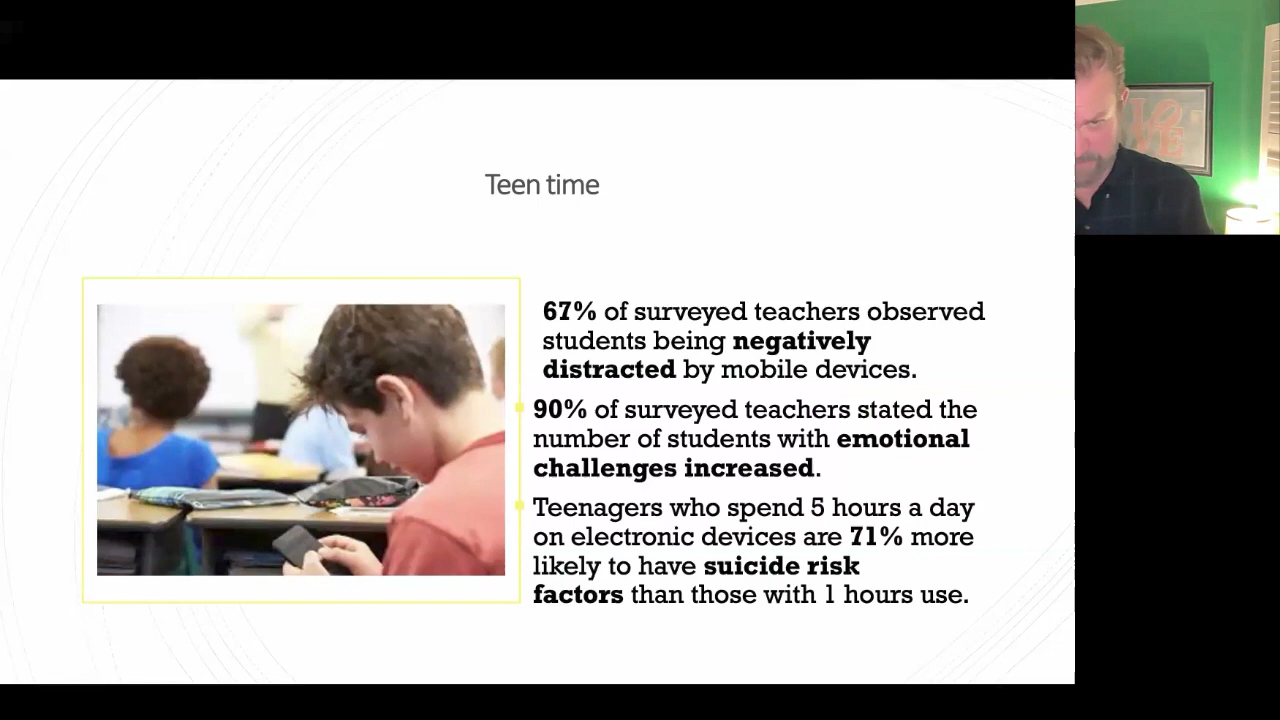 Teen time
67% of surveyed teachers observed
students being negatively
distracted by mobile devices.
90% of surveyed teachers stated the
number of students with emotional
challenges increased.
Teenagers who spend 5 hours a day
on electronic devices are 71% more
likely to have suicide risk
factors than those with 1 hours use.
LOVE